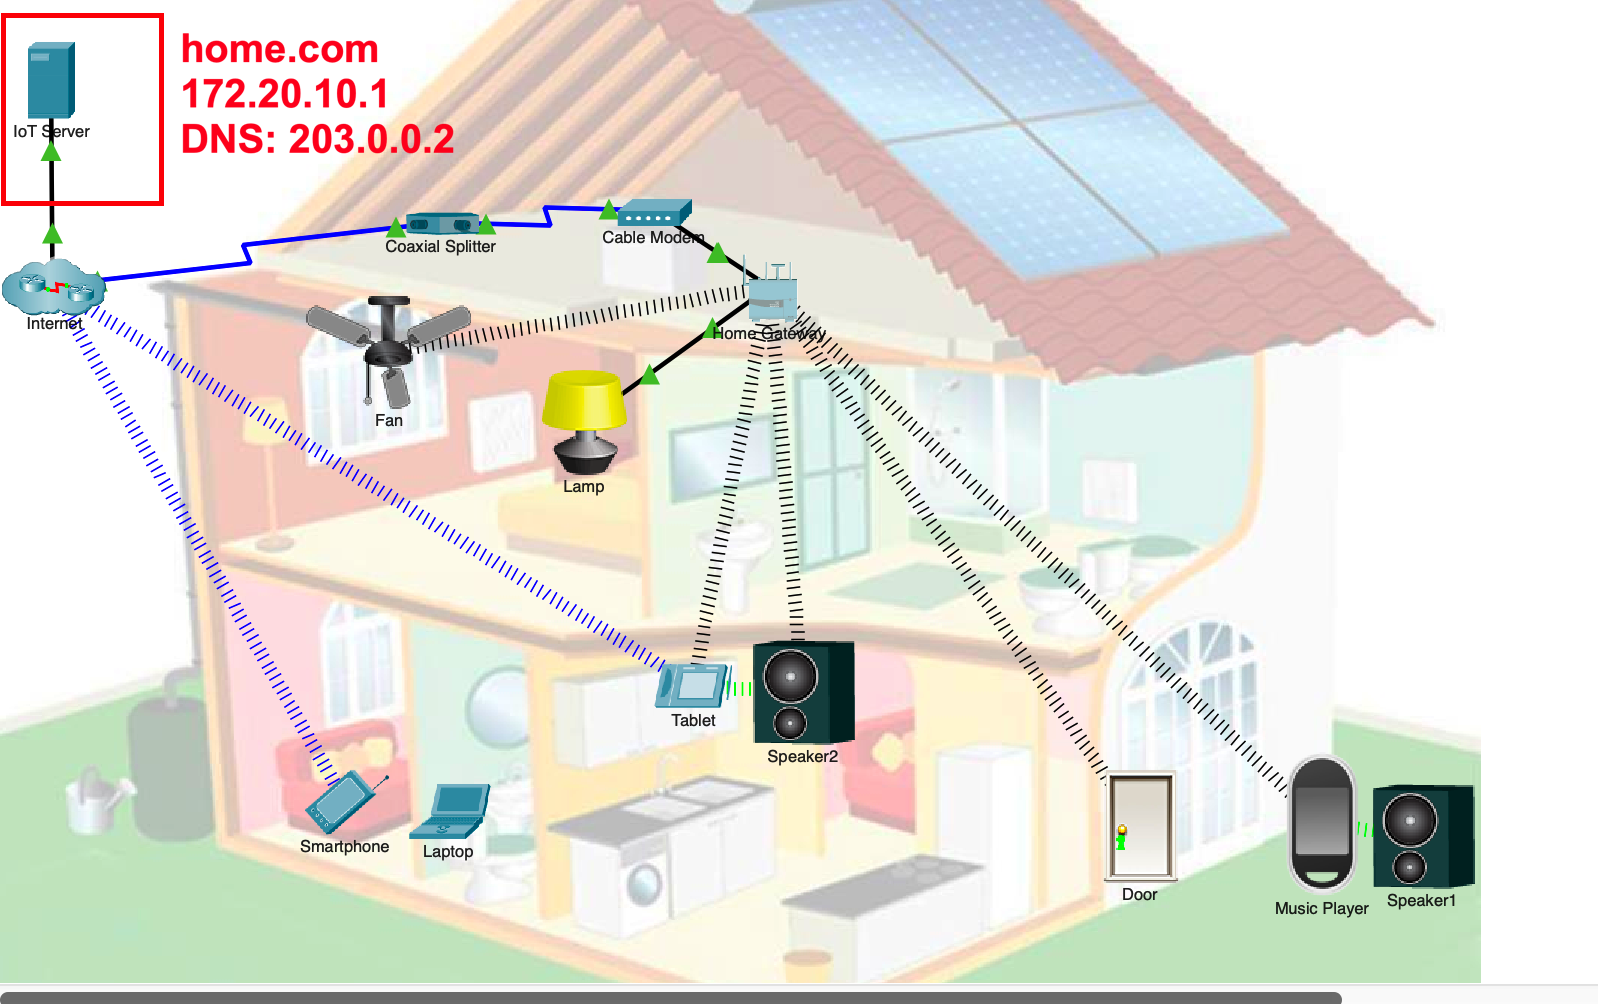 home.com
172.20.10.1
DNS: 203.0.0.2
IoT Server
Coaxial Splitter
Cable Modem
Internet
Home Gateway
Fan
Lamp
Tablet
Speaker2
Smartphone
Laptop
Door
Music Player
Speaker1